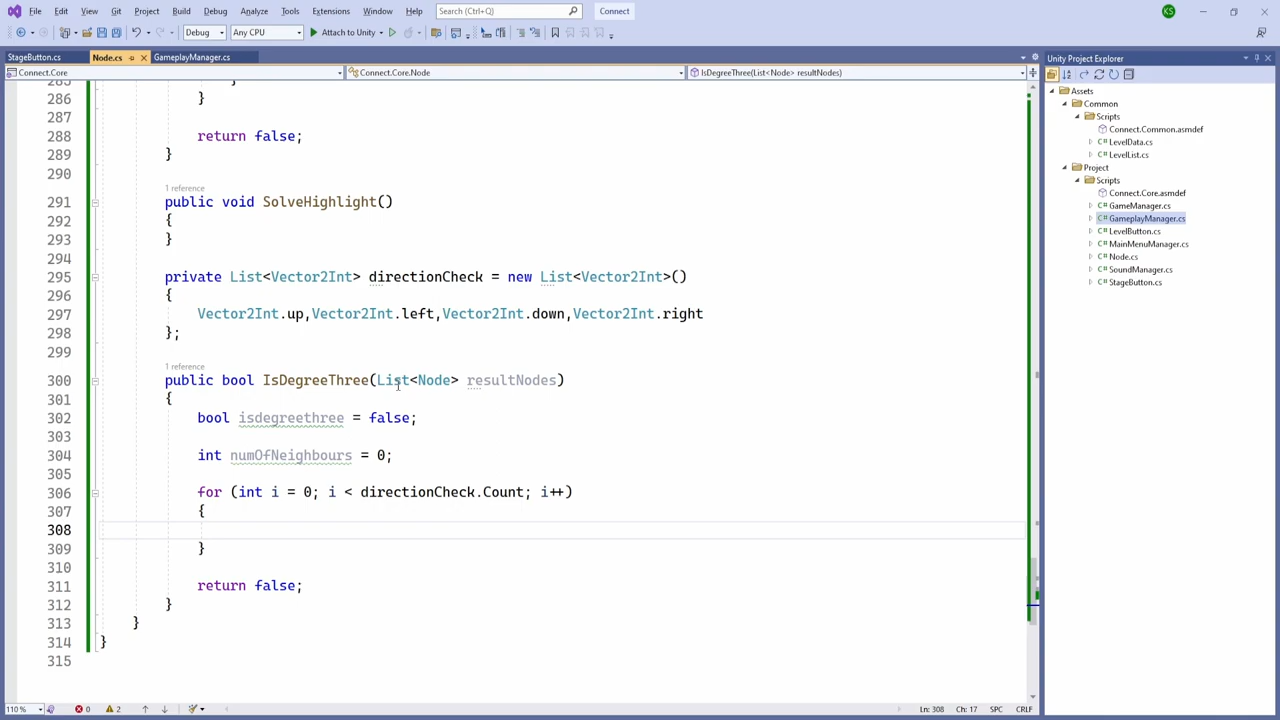 File Edit View Git Project Build Debug Analyze Tools Extensions Window Help Search (Ctrl+Q) Connect KS
Debug Any CPU Attach to Unity
StageButton.cs Node.cs GameplayManager.cs
Connect.Core Connect.Core.Node IsDegreeThree(List<Node> resultNodes)
285 }
286 }
287
288 return false;
289 }
290
1 reference
291 public void SolveHighlight()
292 {
293 }
294
295 private List<Vector2Int> directionCheck = new List<Vector2Int>()
296 {
297 Vector2Int.up,Vector2Int.left,Vector2Int.down,Vector2Int.right
298 };
299
1 reference
300 public bool IsDegreeThree(List<Node> resultNodes)
301 {
302 bool isdegreethree = false;
303
304 int numOfNeighbours = 0;
305
306 for (int i = 0; i < directionCheck.Count; i++)
307 {
308
309 }
310
311 return false;
312 }
313 }
314 }
315
110 % 0 2 Ln: 308 Ch: 17 SPC CRLF
Unity Project Explorer
Assets
Common
Scripts
Connect.Common.asmdef
C# LevelData.cs
C# LevelList.cs
Project
Scripts
Connect.Core.asmdef
C# GameManager.cs
C# GameplayManager.cs
C# LevelButton.cs
C# MainMenuManager.cs
C# Node.cs
C# SoundManager.cs
C# StageButton.cs